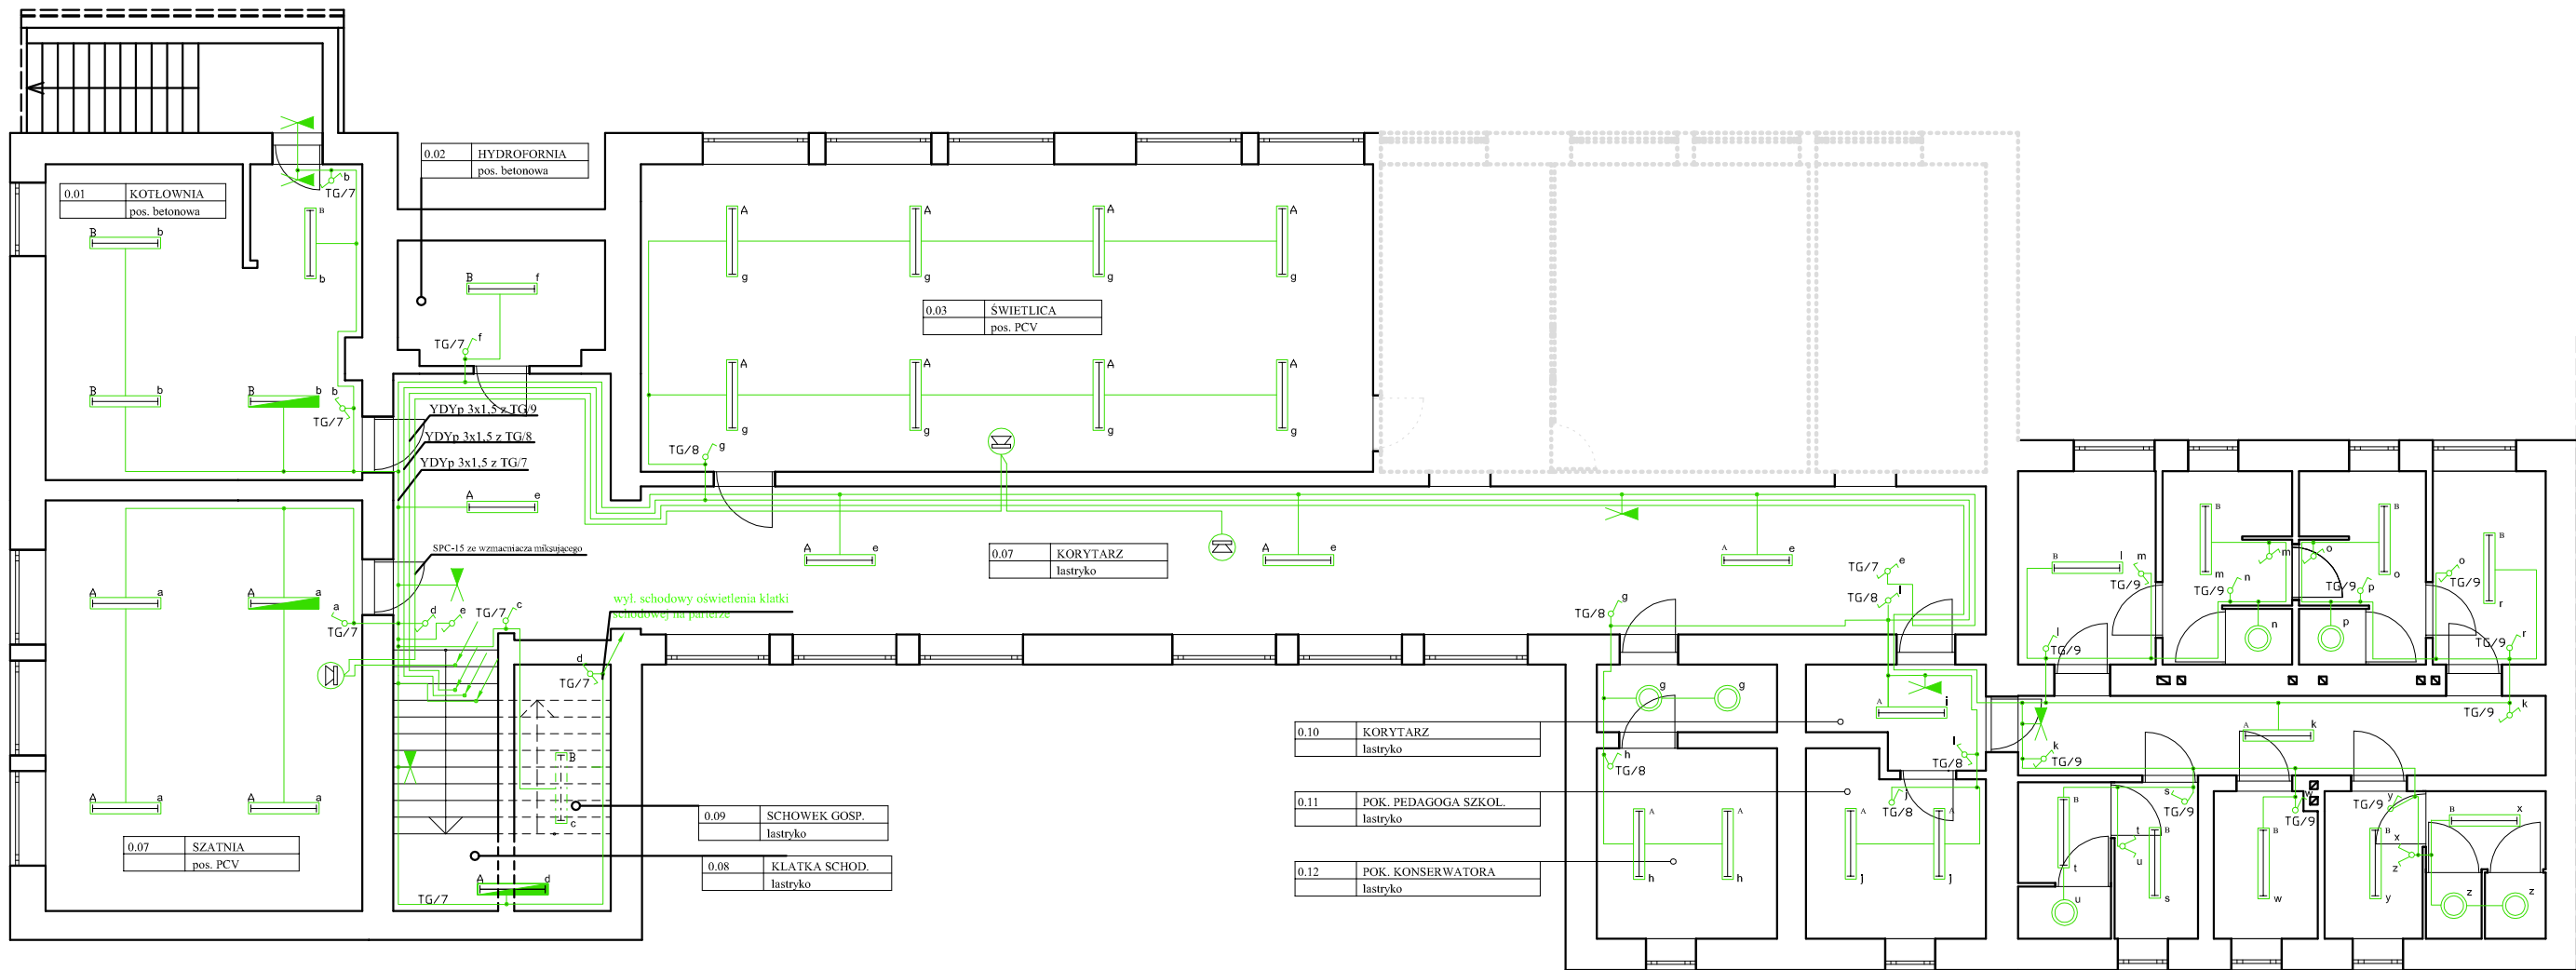 0.01 KOTŁOWNIA
pos. betonowa
0.02 HYDROFORNIA
pos. betonowa
b
TG/7
B
b
B b
B b
B b
b
TG/7
B f
f
TG/7
A A A A
g g g g
0.03 ŚWIETLICA
pos. PCV
A A A A
g g g g
TG/8 g
YDYp 3x1,5 z TG/9
YDYp 3x1,5 z TG/8
YDYp 3x1,5 z TG/7
A e
SPC-15 ze wzmacniacza miksującego
A e
0.07 KORYTARZ
lastryko
A e
A e
e
TG/7
l
TG/8
g
TG/8
A a
A a
a
TG/7
d e
TG/7 c
wył. schodowy oświetlenia klatki
schodowej na parterze
d
TG/7
A a
A a
0.07 SZATNIA
pos. PCV
B
c
0.09 SCHOWEK GOSP.
lastryko
0.08 KLATKA SCHOD.
lastryko
A d
TG/7
g g
h
TG/8
A A
h h
0.10 KORYTARZ
lastryko
0.11 POK. PEDAGOGA SZKOL.
lastryko
0.12 POK. KONSERWATORA
lastryko
A i
l
TG/8
j
TG/8
A A
j j
B l
m
TG/9
B
m
m
n
TG/9
n
o
B
o
TG/9 p
p
o
TG/9
B
r
l
TG/9
r
TG/9
A k
k
TG/9
k
TG/9
B
t
u
s
TG/9
t
u
B
s
w
TG/9
B
w
y
TG/9
B
y
x
z
B x
z z